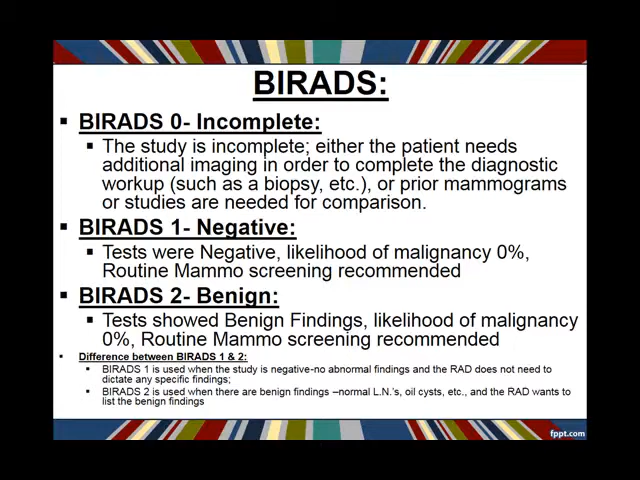 BIRADS:
BIRADS 0- Incomplete:
The study is incomplete; either the patient needs
additional imaging in order to complete the diagnostic
workup (such as a biopsy, etc.), or prior mammograms
or studies are needed for comparison.
BIRADS 1- Negative:
Tests were Negative, likelihood of malignancy 0%,
Routine Mammo screening recommended
BIRADS 2- Benign:
Tests showed Benign Findings, likelihood of malignancy
0%, Routine Mammo screening recommended
Difference between BIRADS 1 & 2:
BIRADS 1 is used when the study is negative-no abnormal findings and the RAD does not need to
dictate any specific findings;
BIRADS 2 is used when there are benign findings –normal L.N.'s, oil cysts, etc., and the RAD wants to
list the benign findings
fppt.com